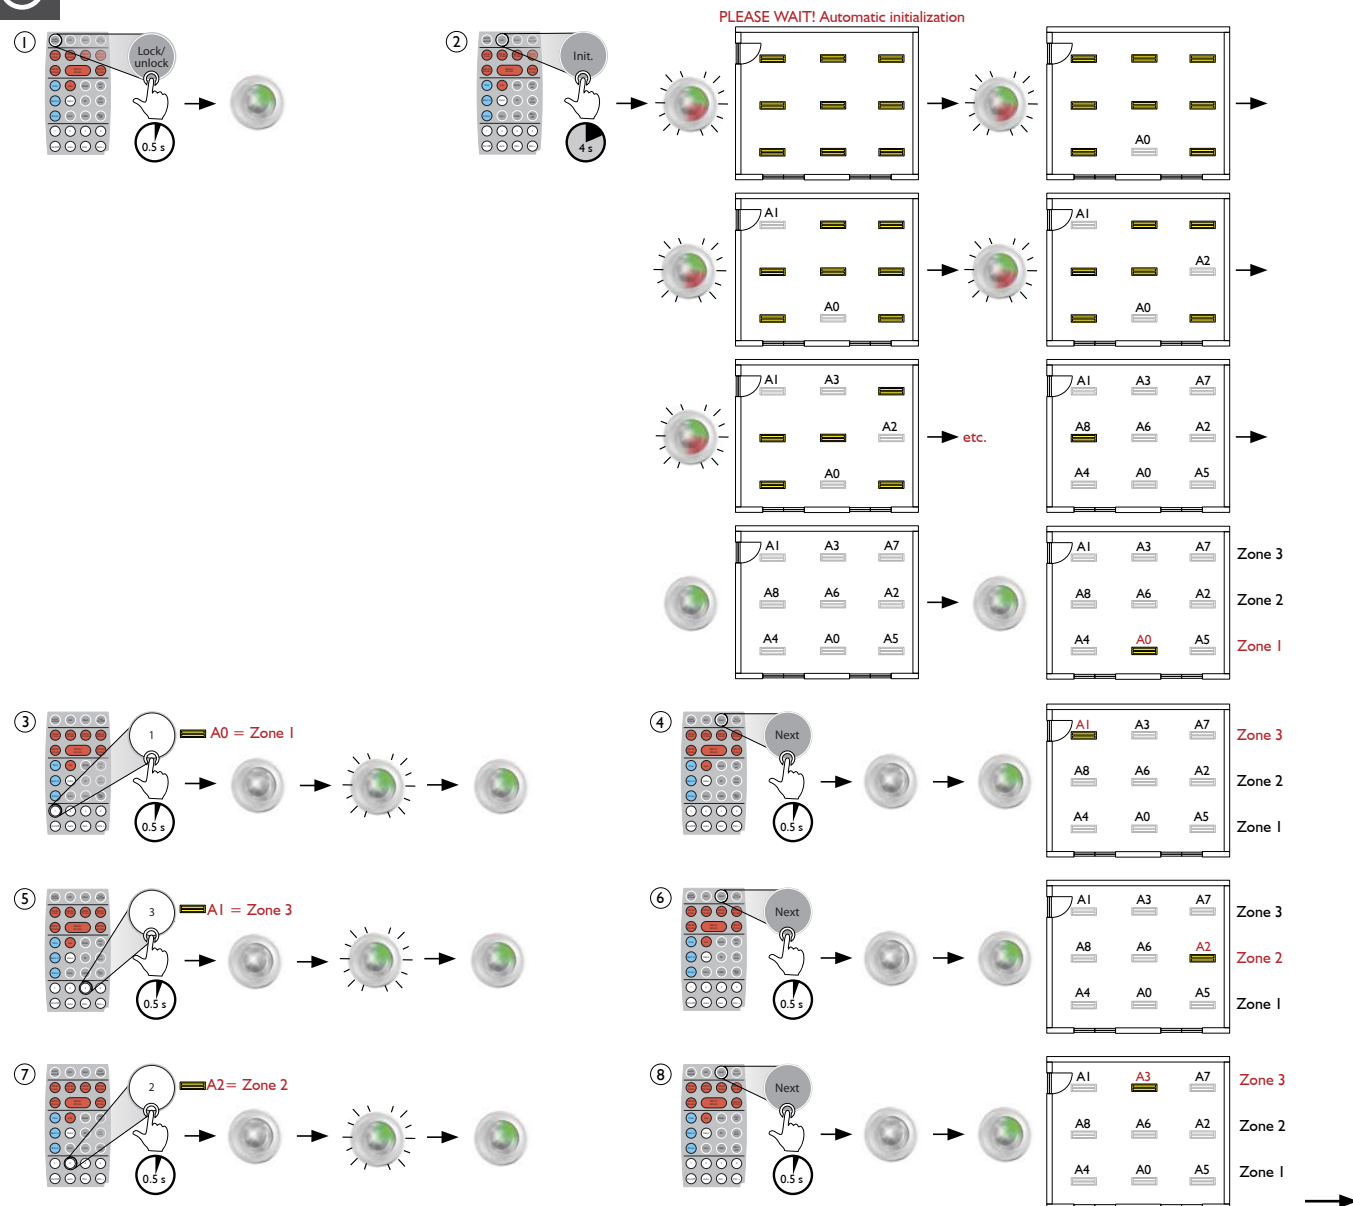 PLEASE WAIT! Automatic initialization
1
Lock/
unlock
0.5 s
2
Init.
4 s
A0
A1
A0
A1
A2
A0
A1 A3
A2
A0
etc.
A1 A3 A7
A8 A6 A2
A4 A0 A5
A1 A3 A7
A8 A6 A2
A4 A0 A5
A1 A3 A7 Zone 3
A8 A6 A2 Zone 2
A4 A0 A5 Zone 1
3
1
A0 = Zone 1
0.5 s
4
Next
0.5 s
A1 A3 A7 Zone 3
A8 A6 A2 Zone 2
A4 A0 A5 Zone 1
5
3
A1 = Zone 3
0.5 s
6
Next
0.5 s
A1 A3 A7 Zone 3
A8 A6 A2 Zone 2
A4 A0 A5 Zone 1
7
2
A2= Zone 2
0.5 s
8
Next
0.5 s
A1 A3 A7 Zone 3
A8 A6 A2 Zone 2
A4 A0 A5 Zone 1